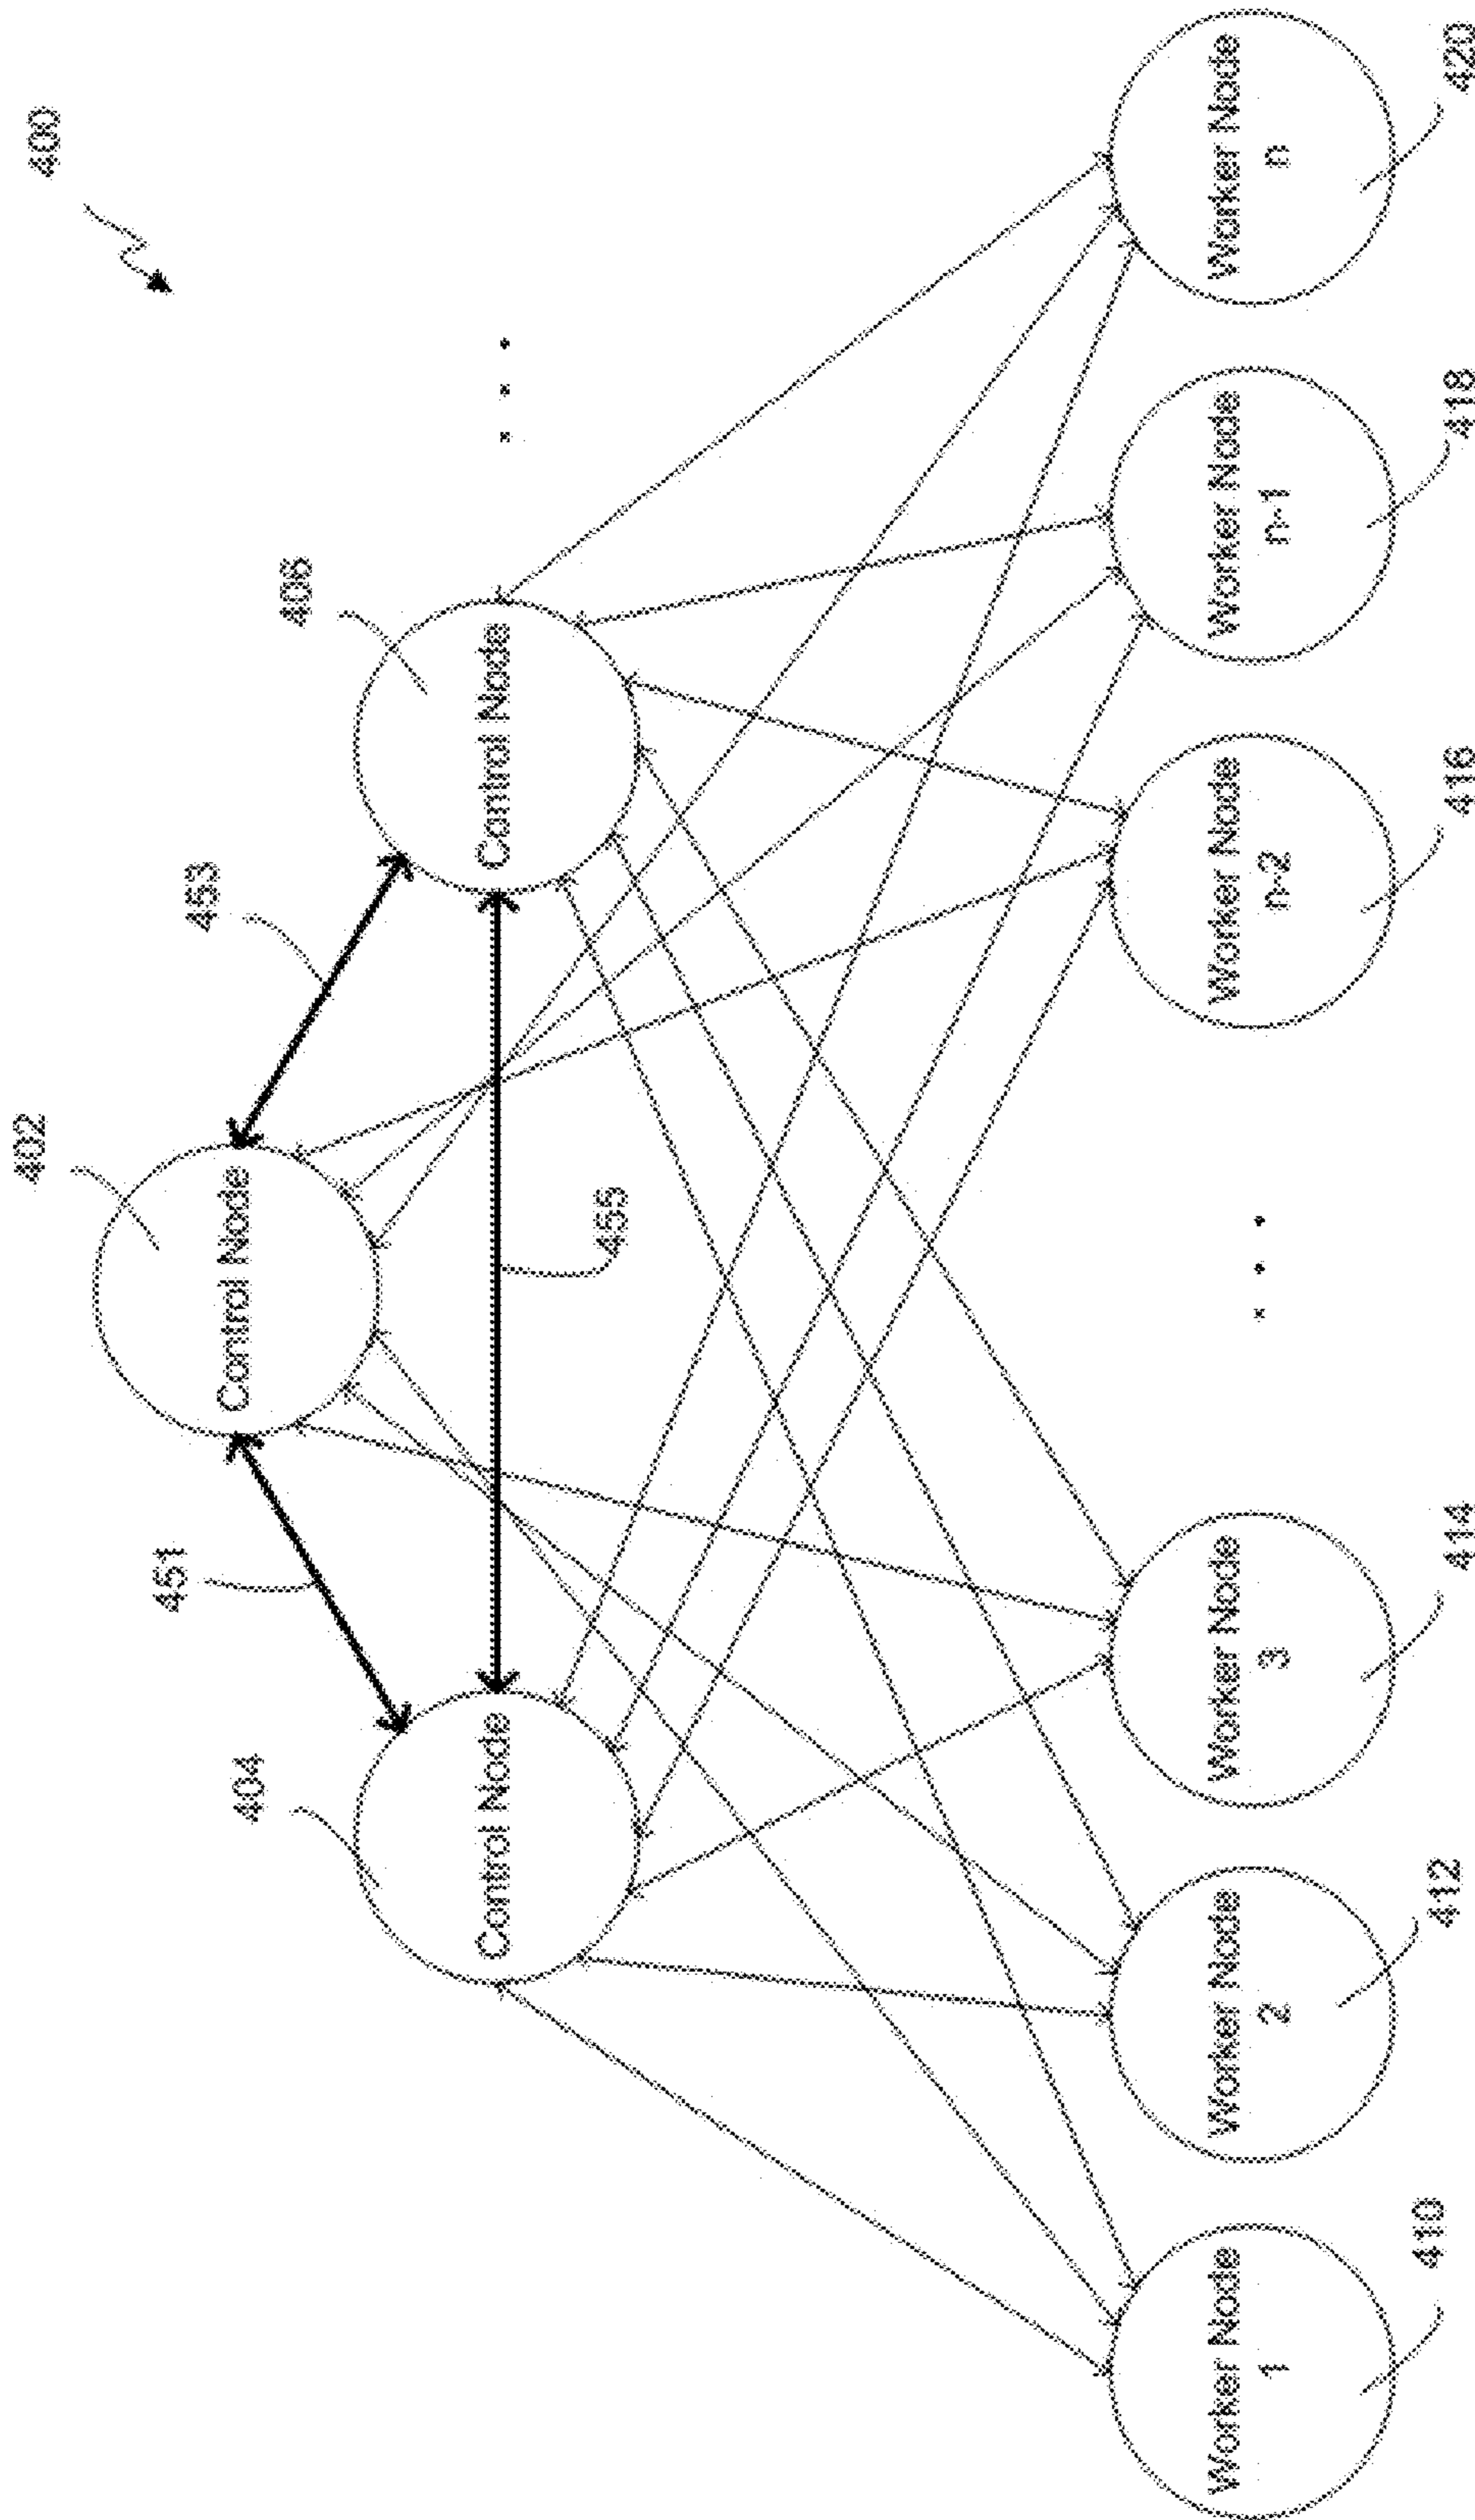 400
402
Control Node
451
453
404
Control Node
406
Control Node
455
. . .
Worker Node
1
410
Worker Node
2
412
Worker Node
3
414
. . .
Worker Node
n-2
416
Worker Node
n-1
418
Worker Node
n
420